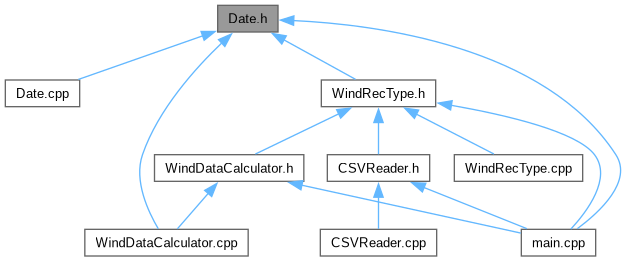 Date.h
Date.cpp
WindRecType.h
WindDataCalculator.h
CSVReader.h
WindRecType.cpp
WindDataCalculator.cpp
CSVReader.cpp
main.cpp